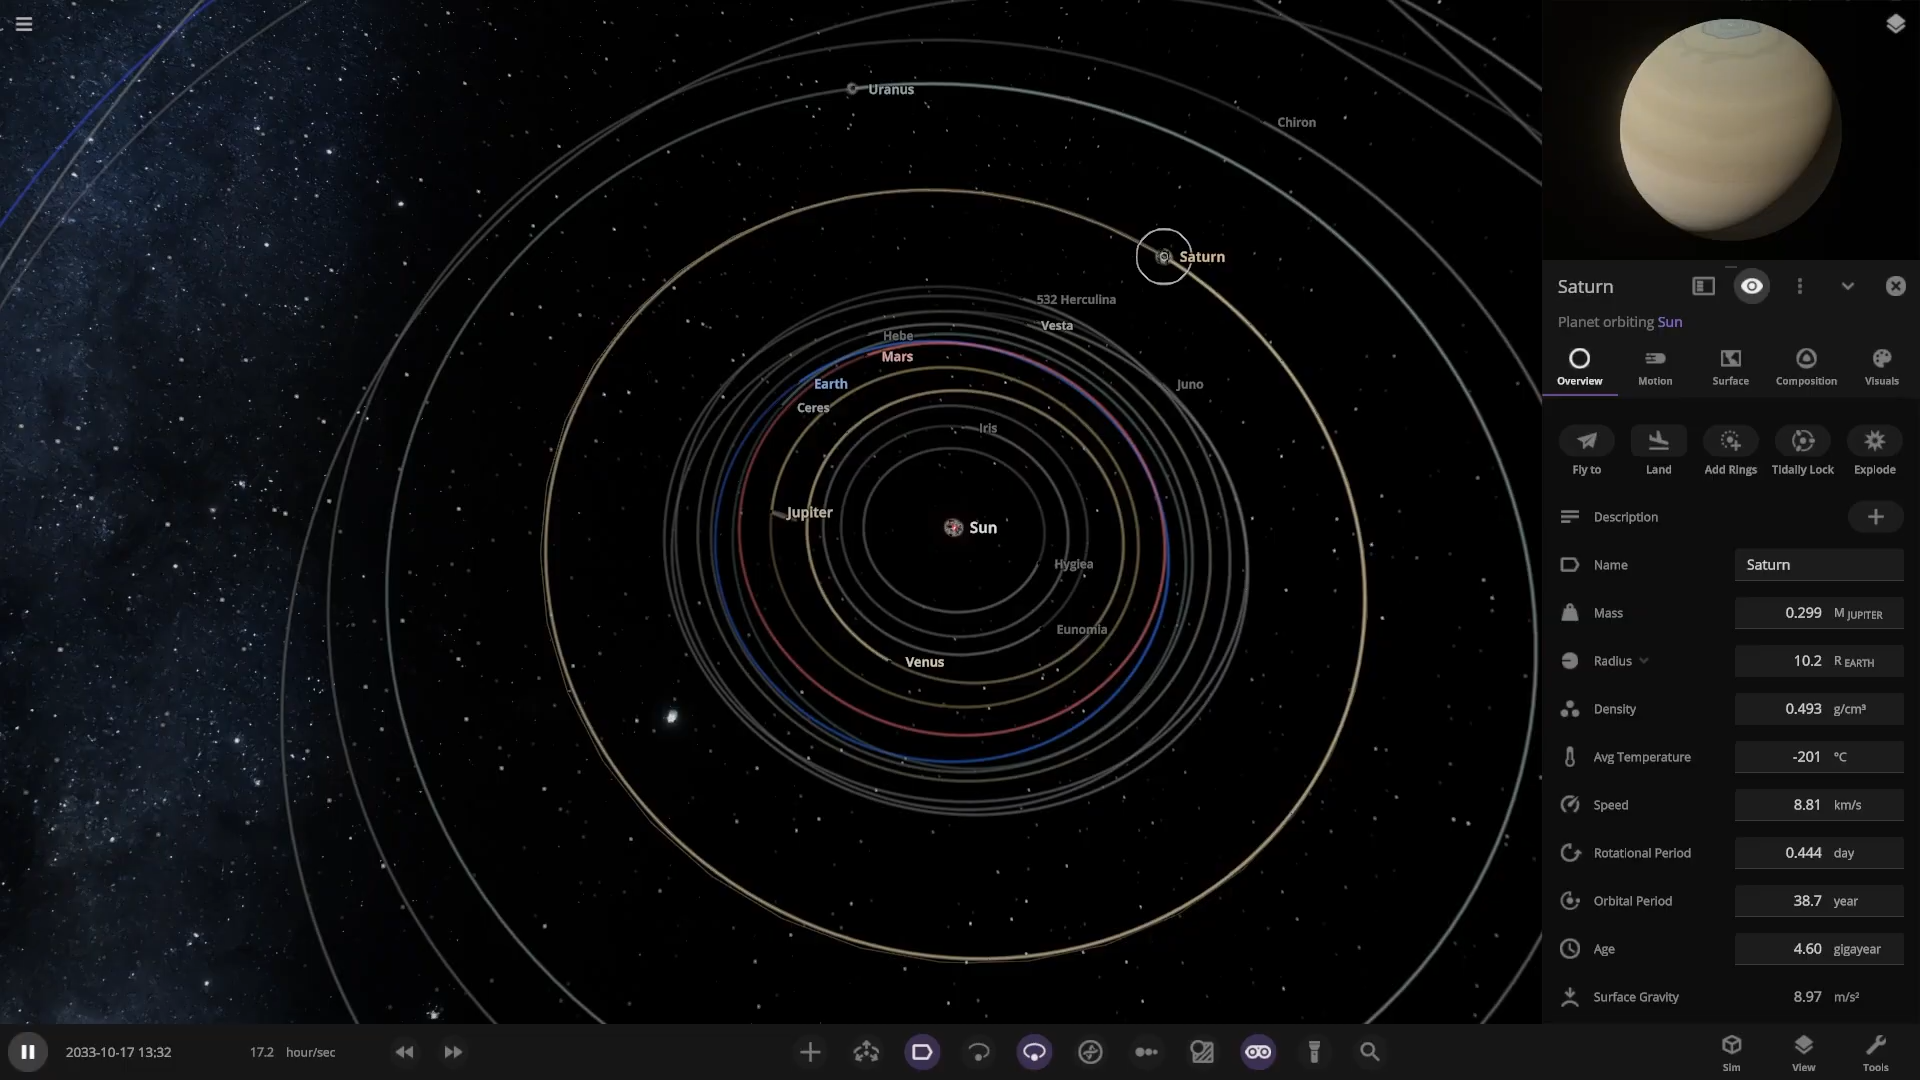 Uranus
Chiron
Saturn
532 Herculina
Vesta
Hebe
Mars
Earth
Juno
Ceres
Iris
Jupiter
Sun
Hygiea
Eunomia
Venus
Saturn
Planet orbiting Sun
Overview Motion Surface Composition Visuals
Fly to Land Add Rings Tidally Lock Explode
Description
Name Saturn
Mass 0.299 M JUPITER
Radius 10.2 R EARTH
Density 0.493 g/cm³
Avg Temperature -201 °C
Speed 8.81 km/s
Rotational Period 0.444 day
Orbital Period 38.7 year
Age 4.60 gigayear
Surface Gravity 8.97 m/s²
2033-10-17 13:32 17.2 hour/sec
Sim View Tools